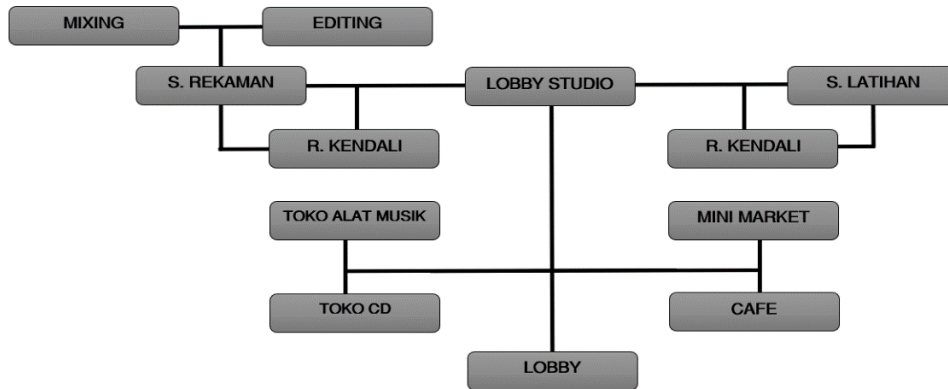 MIXING
EDITING
S. REKAMAN
LOBBY STUDIO
S. LATIHAN
R. KENDALI
R. KENDALI
TOKO ALAT MUSIK
MINI MARKET
TOKO CD
CAFE
LOBBY